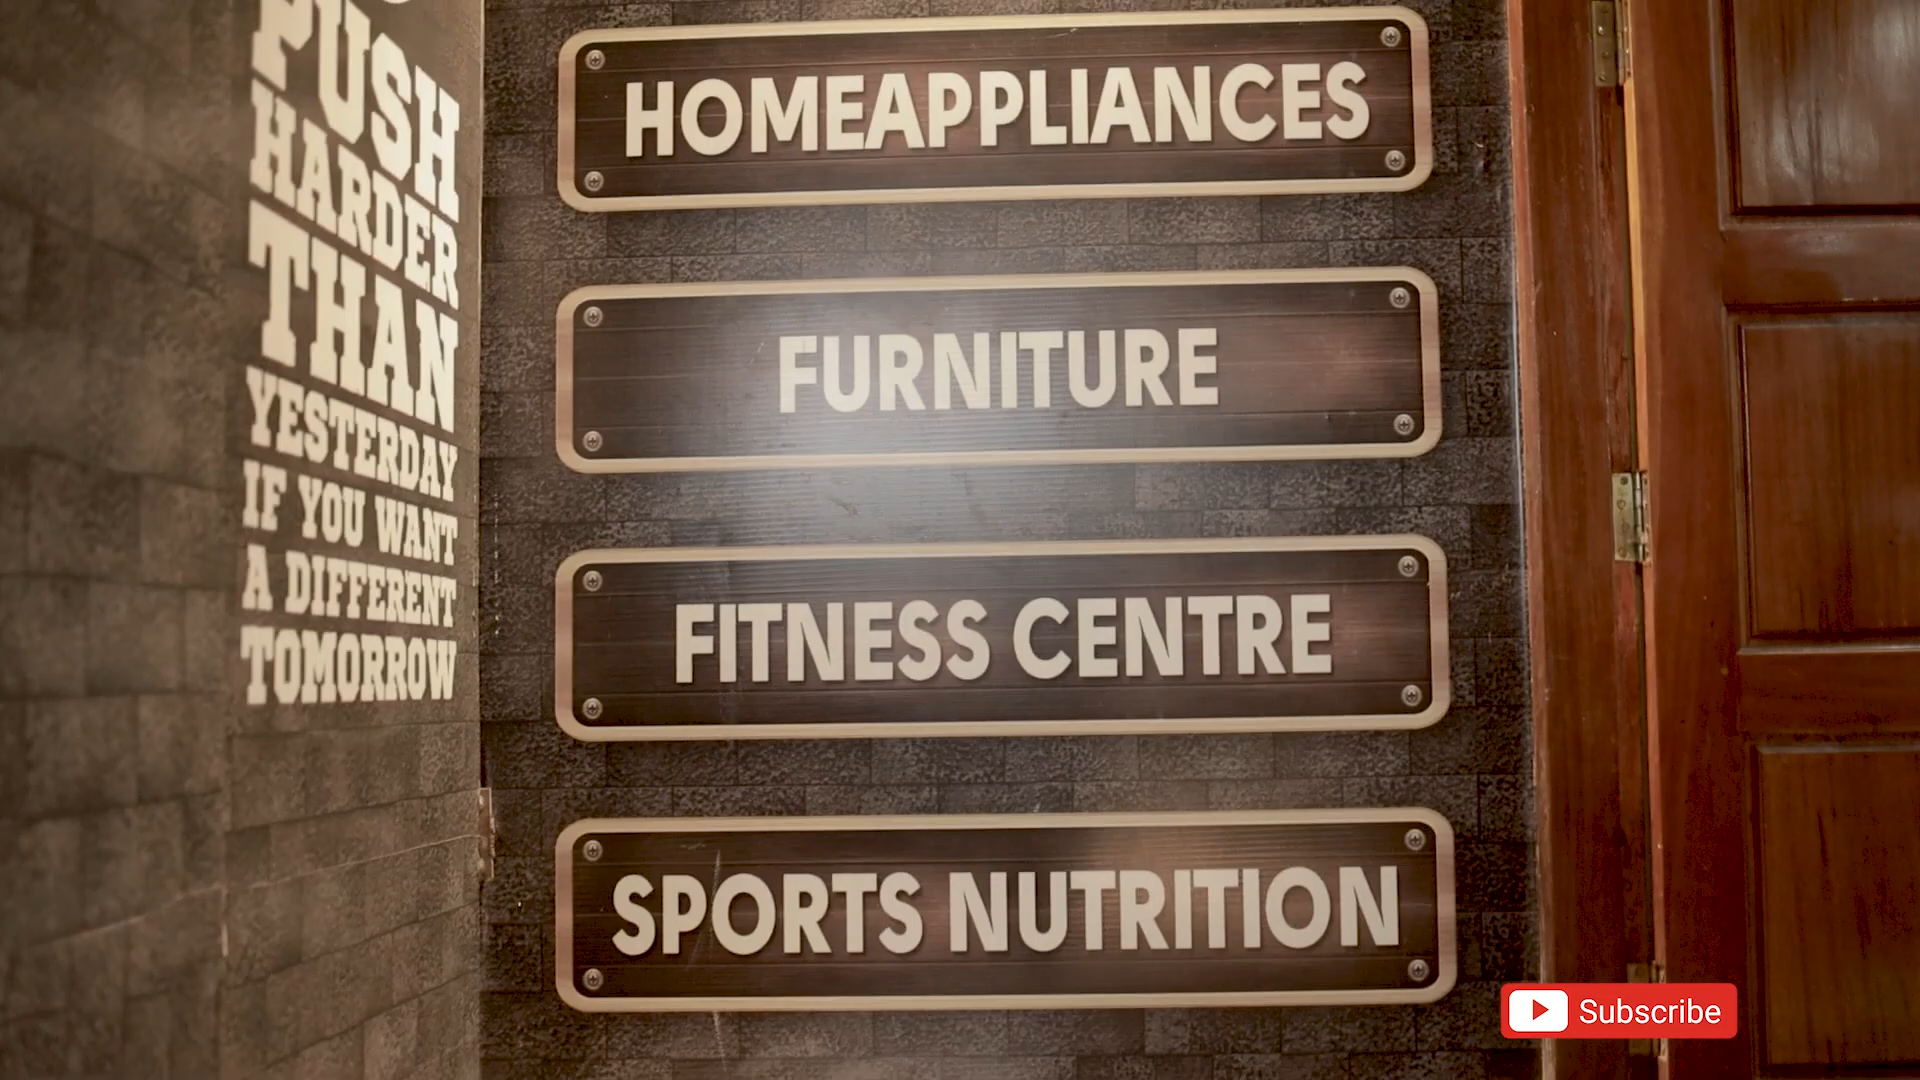 PUSH
HARDER
THAN
YESTERDAY
IF YOU WANT
A DIFFERENT
TOMORROW
HOMEAPPLIANCES
FURNITURE
FITNESS CENTRE
SPORTS NUTRITION
Subscribe